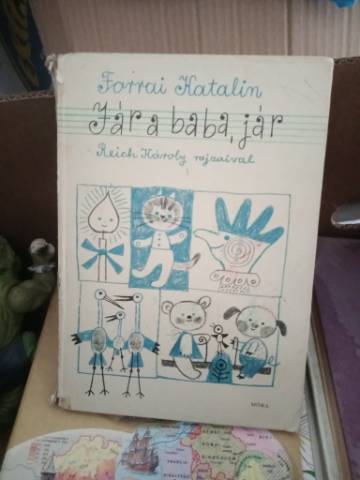 Forrai Katalin
Jár a baba, jár
Reich Károly rajzaival
MÓRA